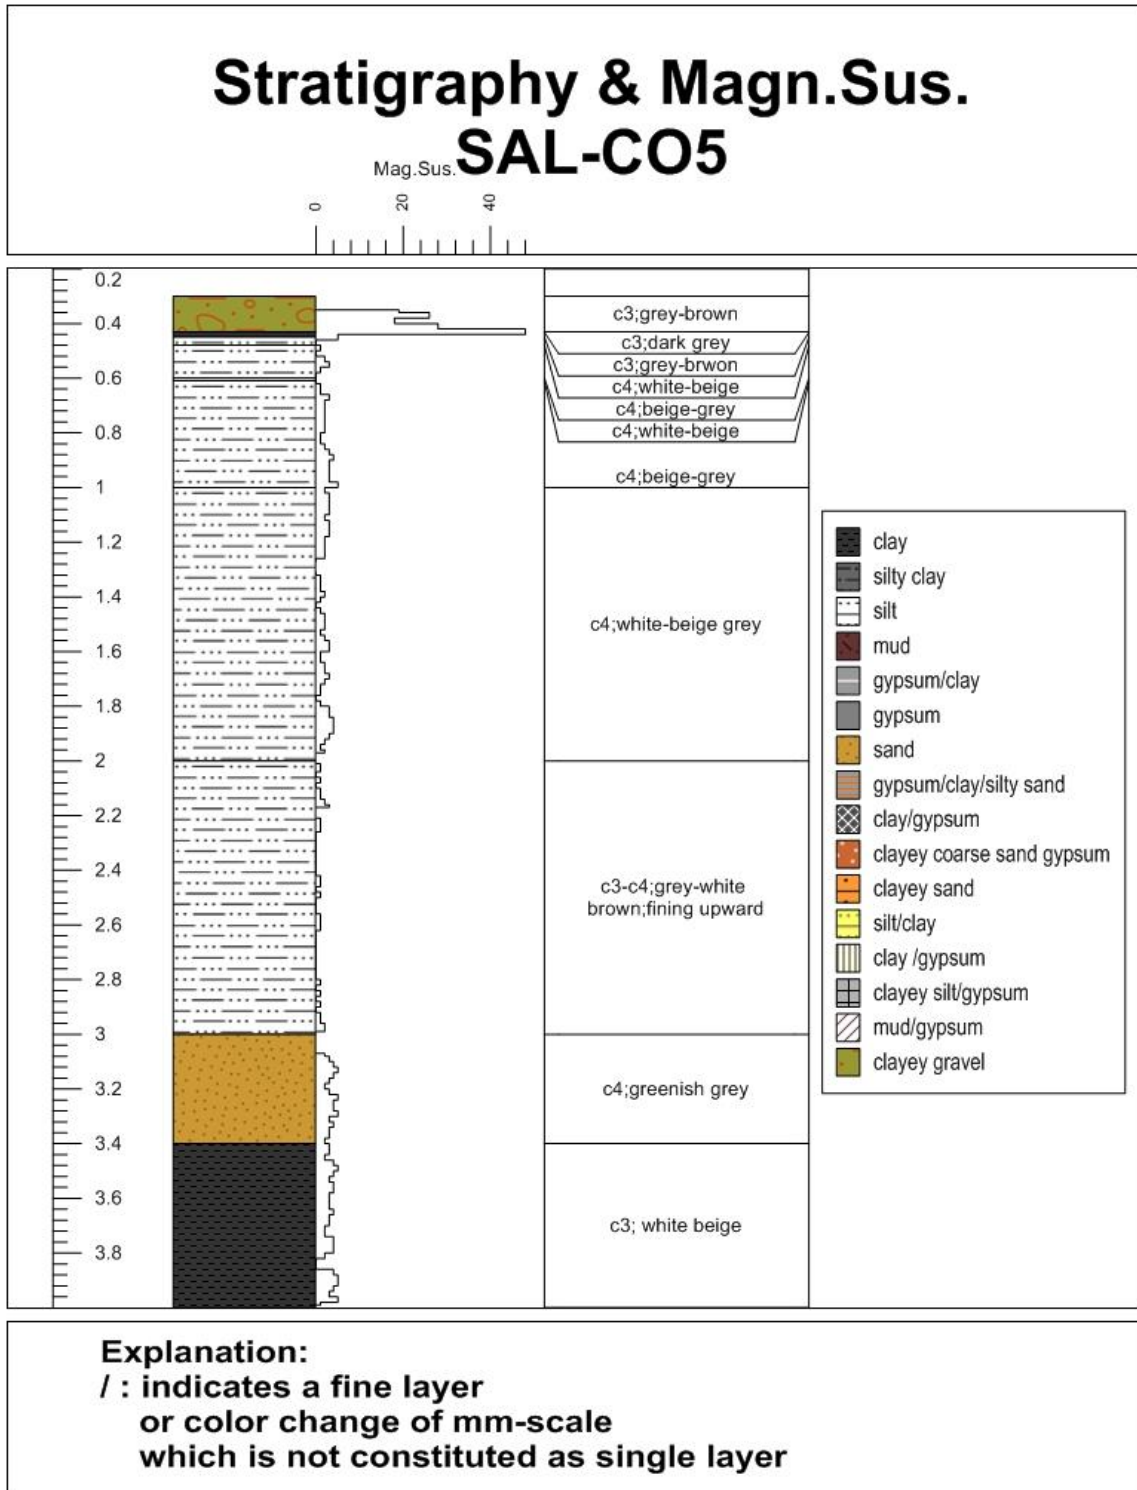 Stratigraphy & Magn.Sus.
Mag.Sus. SAL-CO5
0 20 40
0.2
0.4
0.6
0.8
1
1.2
1.4
1.6
1.8
2
2.2
2.4
2.6
2.8
3
3.2
3.4
3.6
3.8
c3;grey-brown
c3;dark grey
c3;grey-brwon
c4;white-beige
c4;beige-grey
c4;white-beige
c4;beige-grey
c4;white-beige grey
c3-c4;grey-white
brown;fining upward
c4;greenish grey
c3; white beige
clay
silty clay
silt
mud
gypsum/clay
gypsum
sand
gypsum/clay/silty sand
clay/gypsum
clayey coarse sand gypsum
clayey sand
silt/clay
clay /gypsum
clayey silt/gypsum
mud/gypsum
clayey gravel
Explanation:
/ : indicates a fine layer
or color change of mm-scale
which is not constituted as single layer